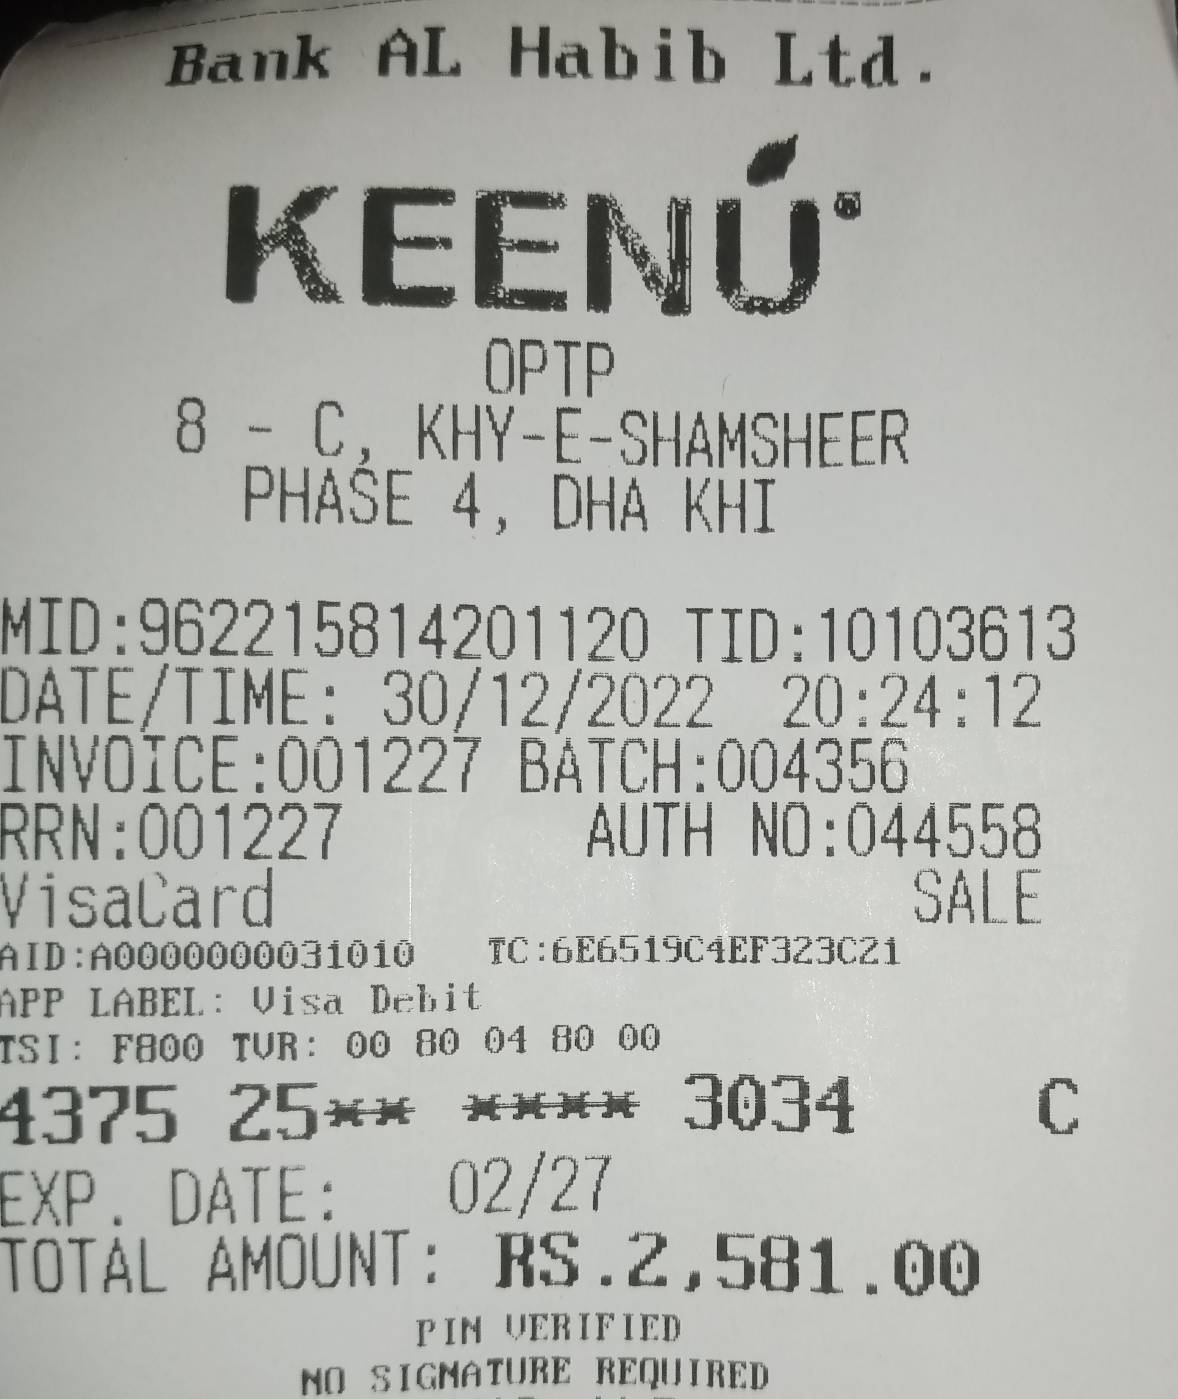 Bank AL Habib Ltd.
KEENU®
OPTP
8 - C, KHY-E-SHAMSHEER
PHASE 4, DHA KHI
MID:962215814201120 TID:10103613
DATE/TIME: 30/12/2022 20:24:12
INVOICE:001227 BATCH:004356
RRN:001227 AUTH NO:044558
VisaCard SALE
AID:A0000000031010 TC:6E6519C4EF323C21
APP LABEL: Visa Debit
TSI: F800 TVR: 00 80 04 80 00
4375 25** **** 3034 C
EXP. DATE: 02/27
TOTAL AMOUNT: RS.2,581.00
PIN VERIFIED
NO SIGNATURE REQUIRED